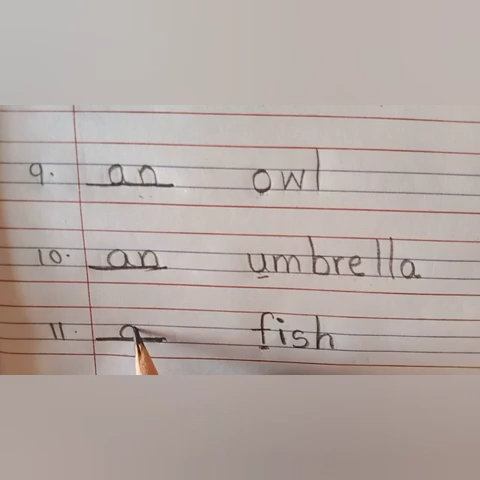 9. an owl
10. an umbrella
11. a fish